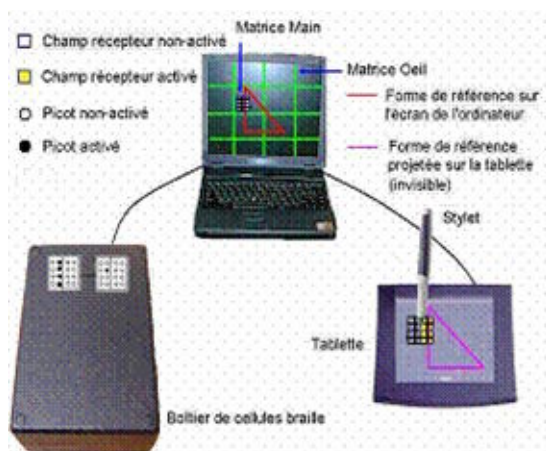 Matrice Main
Champ récepteur non-activé
Champ récepteur activé
Picot non-activé
Picot activé
Matrice Oeil
Forme de référence sur
l'écran de l'ordinateur
Forme de référence
projetée sur la tablette
(invisible)
Stylet
Tablette
Boîtier de cellules braille